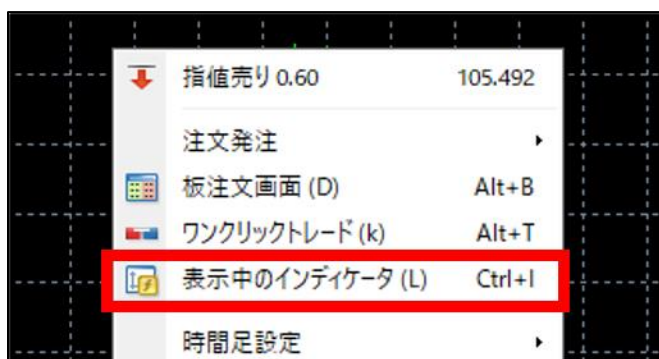 指値売り 0.60 105.492
注文発注
板注文画面 (D) Alt+B
ワンクリックトレード (k) Alt+T
表示中のインディケータ (L) Ctrl+I
時間足設定